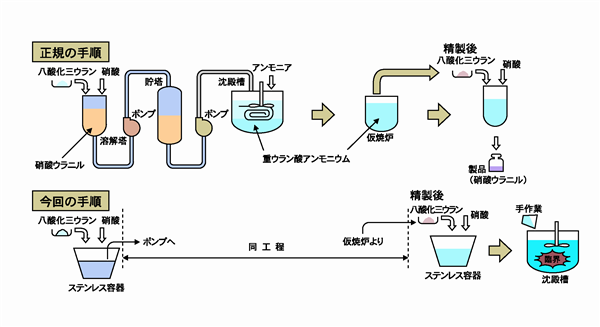 正規の手順
八酸化三ウラン 硝酸
貯塔
沈殿槽
アンモニア
精製後
八酸化三ウラン 硝酸
ポンプ
ポンプ
溶解塔
硝酸ウラニル
重ウラン酸アンモニウム
仮焼炉
製品
(硝酸ウラニル)
今回の手順
八酸化三ウラン 硝酸
ポンプへ
同 工 程
仮焼炉より
精製後
八酸化三ウラン 硝酸
手作業
臨界
ステンレス容器
ステンレス容器
沈殿槽